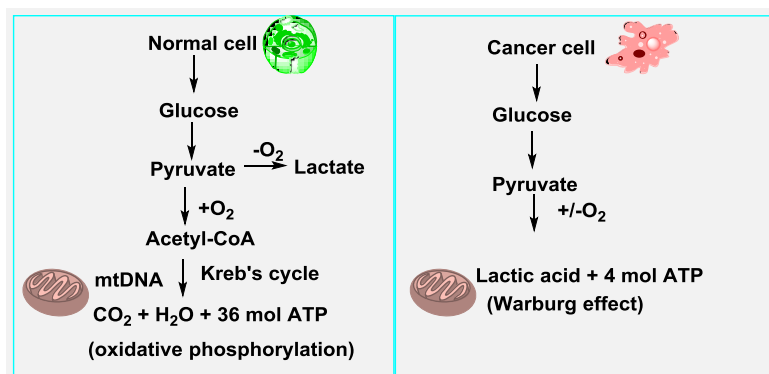 Normal cell
Glucose
-O₂
Pyruvate
Lactate
+O₂
Acetyl-CoA
mtDNA
Kreb's cycle
CO₂ + H₂O + 36 mol ATP
(oxidative phosphorylation)
Cancer cell
Glucose
Pyruvate
+/-O₂
Lactic acid + 4 mol ATP
(Warburg effect)